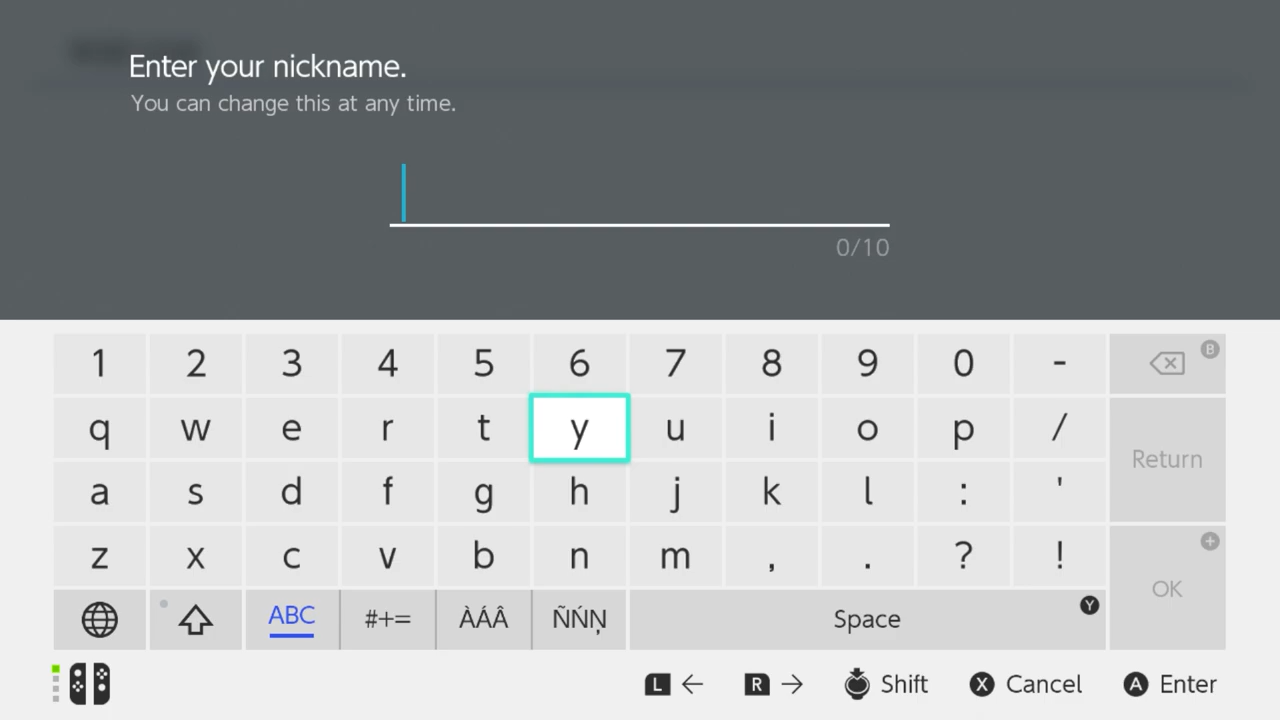 Enter your nickname.
You can change this at any time.
0/10
1 2 3 4 5 6 7 8 9 0 - B
q w e r t y u i o p /
Return
a s d f g h j k l : '
z x c v b n m , . ? ! +
OK
ABC #+= ÀÁÂ ÑŃŅ Space Y
L ← R → Shift X Cancel A Enter